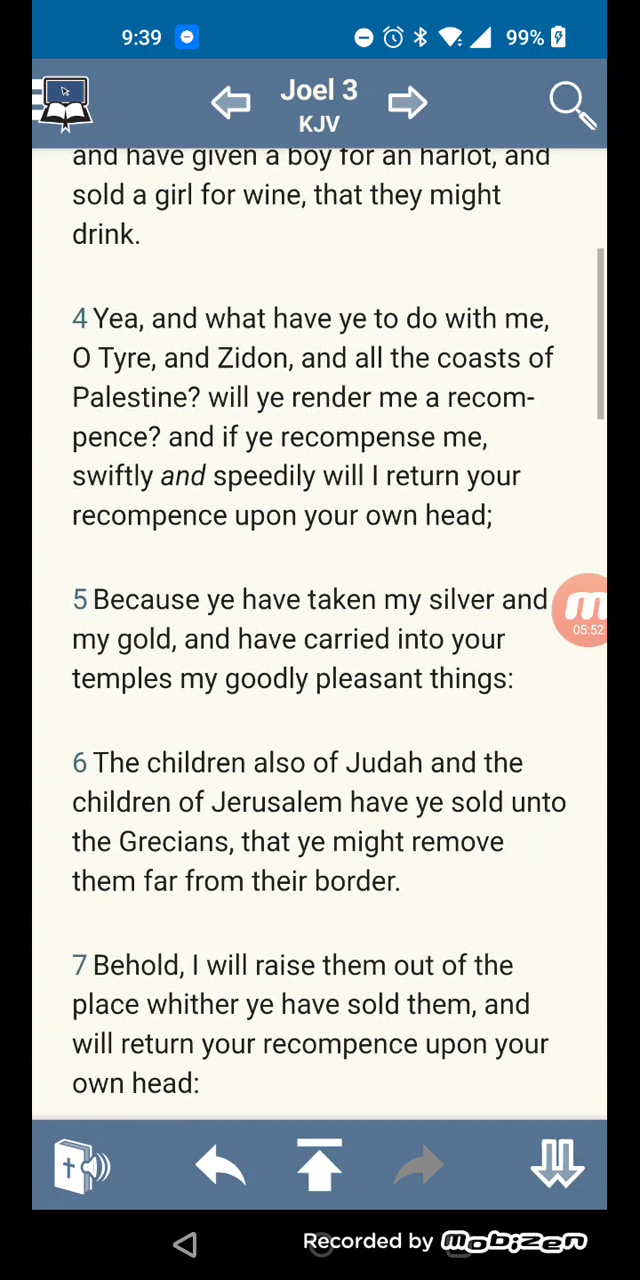 9:39
99%
Joel 3
KJV
and have given a boy for an harlot, and
sold a girl for wine, that they might
drink.
4 Yea, and what have ye to do with me,
O Tyre, and Zidon, and all the coasts of
Palestine? will ye render me a recom-
pence? and if ye recompense me,
swiftly and speedily will I return your
recompence upon your own head;
5 Because ye have taken my silver and
my gold, and have carried into your
temples my goodly pleasant things:
05:52
6 The children also of Judah and the
children of Jerusalem have ye sold unto
the Grecians, that ye might remove
them far from their border.
7 Behold, I will raise them out of the
place whither ye have sold them, and
will return your recompence upon your
own head:
Recorded by mobizen